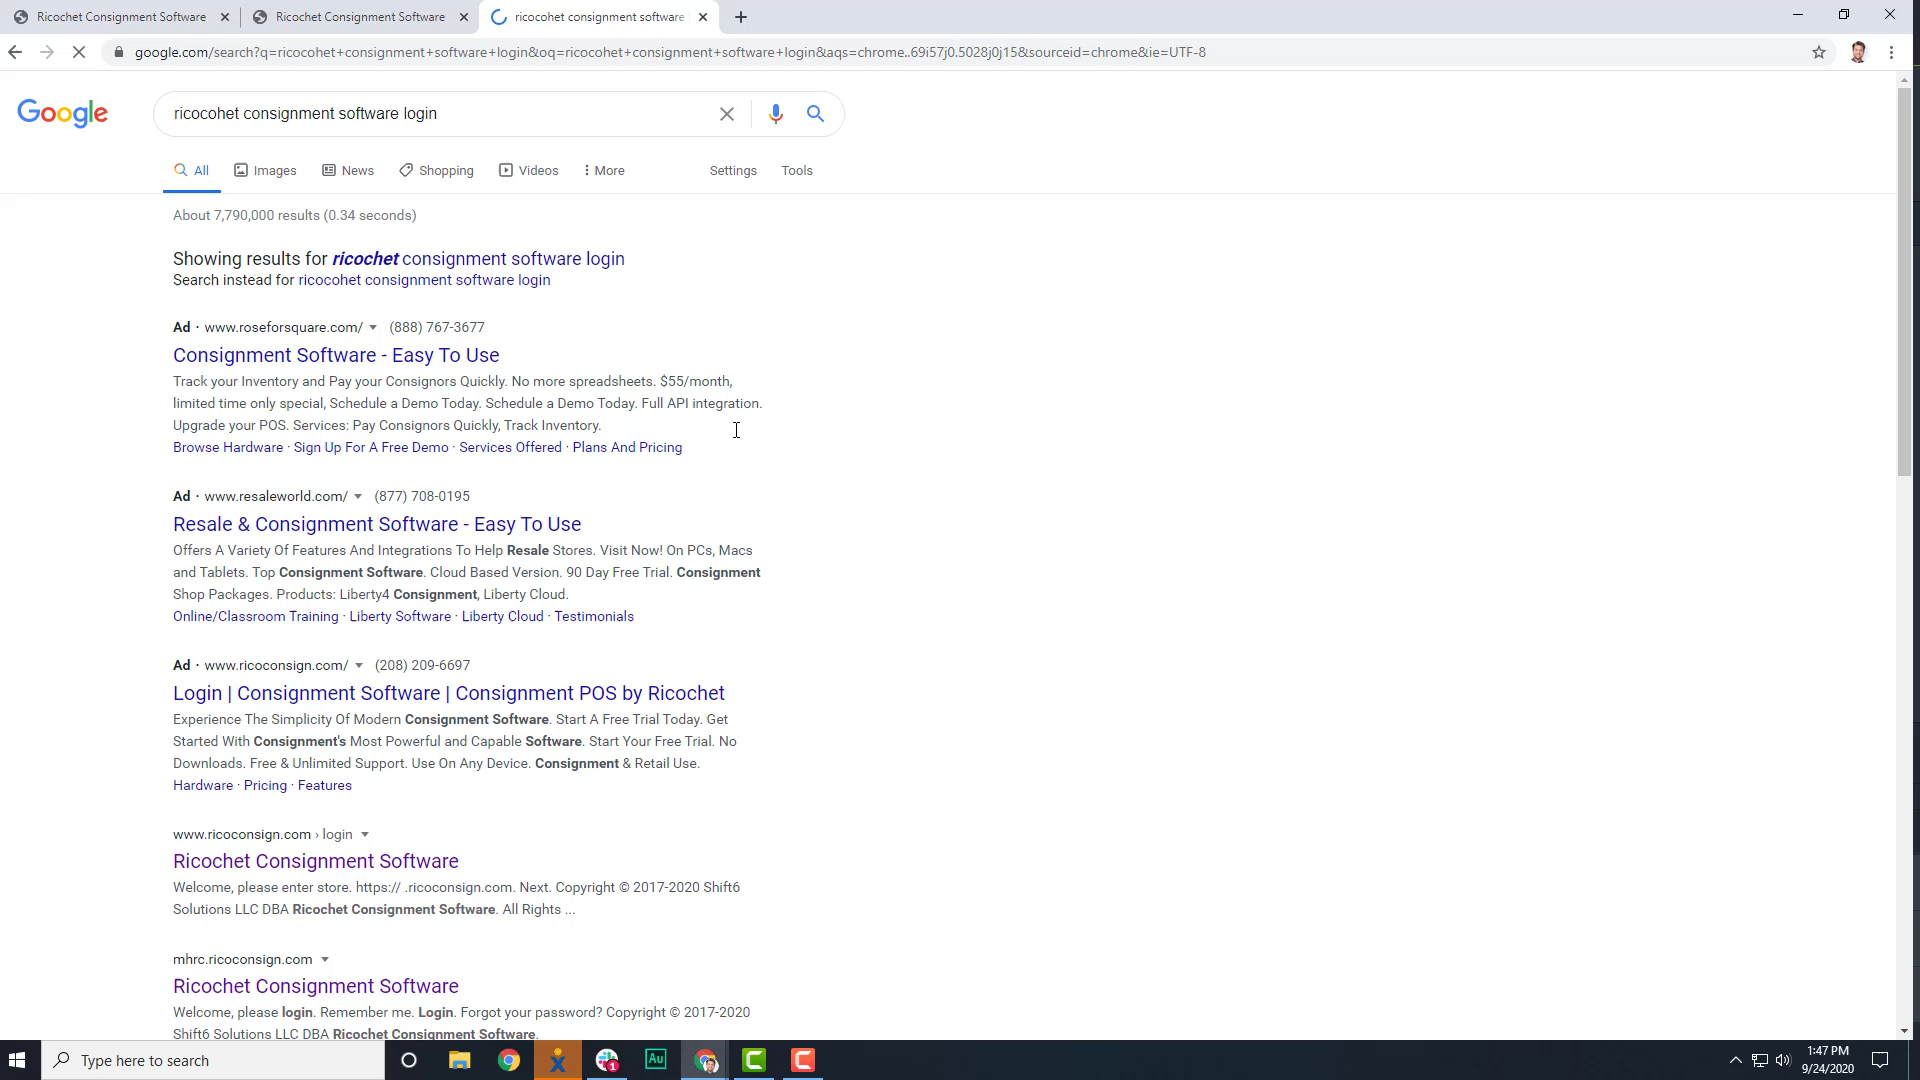 Ricochet Consignment Software
Ricochet Consignment Software
ricocohet consignment software
google.com/search?q=ricocohet+consignment+software+login&oq=ricocohet+consignment+software+login&aqs=chrome..69i57j0.5028j0j15&sourceid=chrome&ie=UTF-8
Google
ricocohet consignment software login
All
Images
News
Shopping
Videos
More
Settings
Tools
About 7,790,000 results (0.34 seconds)
Showing results for ricochet consignment software login
Search instead for ricocohet consignment software login
Ad · www.roseforsquare.com/ (888) 767-3677
Consignment Software - Easy To Use
Track your Inventory and Pay your Consignors Quickly. No more spreadsheets. $55/month,
limited time only special, Schedule a Demo Today. Schedule a Demo Today. Full API integration.
Upgrade your POS. Services: Pay Consignors Quickly, Track Inventory.
Browse Hardware · Sign Up For A Free Demo · Services Offered · Plans And Pricing
Ad · www.resaleworld.com/ (877) 708-0195
Resale & Consignment Software - Easy To Use
Offers A Variety Of Features And Integrations To Help Resale Stores. Visit Now! On PCs, Macs
and Tablets. Top Consignment Software. Cloud Based Version. 90 Day Free Trial. Consignment
Shop Packages. Products: Liberty4 Consignment, Liberty Cloud.
Online/Classroom Training · Liberty Software · Liberty Cloud · Testimonials
Ad · www.ricoconsign.com/ (208) 209-6697
Login | Consignment Software | Consignment POS by Ricochet
Experience The Simplicity Of Modern Consignment Software. Start A Free Trial Today. Get
Started With Consignment's Most Powerful and Capable Software. Start Your Free Trial. No
Downloads. Free & Unlimited Support. Use On Any Device. Consignment & Retail Use.
Hardware · Pricing · Features
www.ricoconsign.com › login
Ricochet Consignment Software
Welcome, please enter store. https:// .ricoconsign.com. Next. Copyright © 2017-2020 Shift6
Solutions LLC DBA Ricochet Consignment Software. All Rights ...
mhrc.ricoconsign.com
Ricochet Consignment Software
Welcome, please login. Remember me. Login. Forgot your password? Copyright © 2017-2020
Shift6 Solutions LLC DBA Ricochet Consignment Software.
Type here to search
1
Au
1:47 PM
9/24/2020